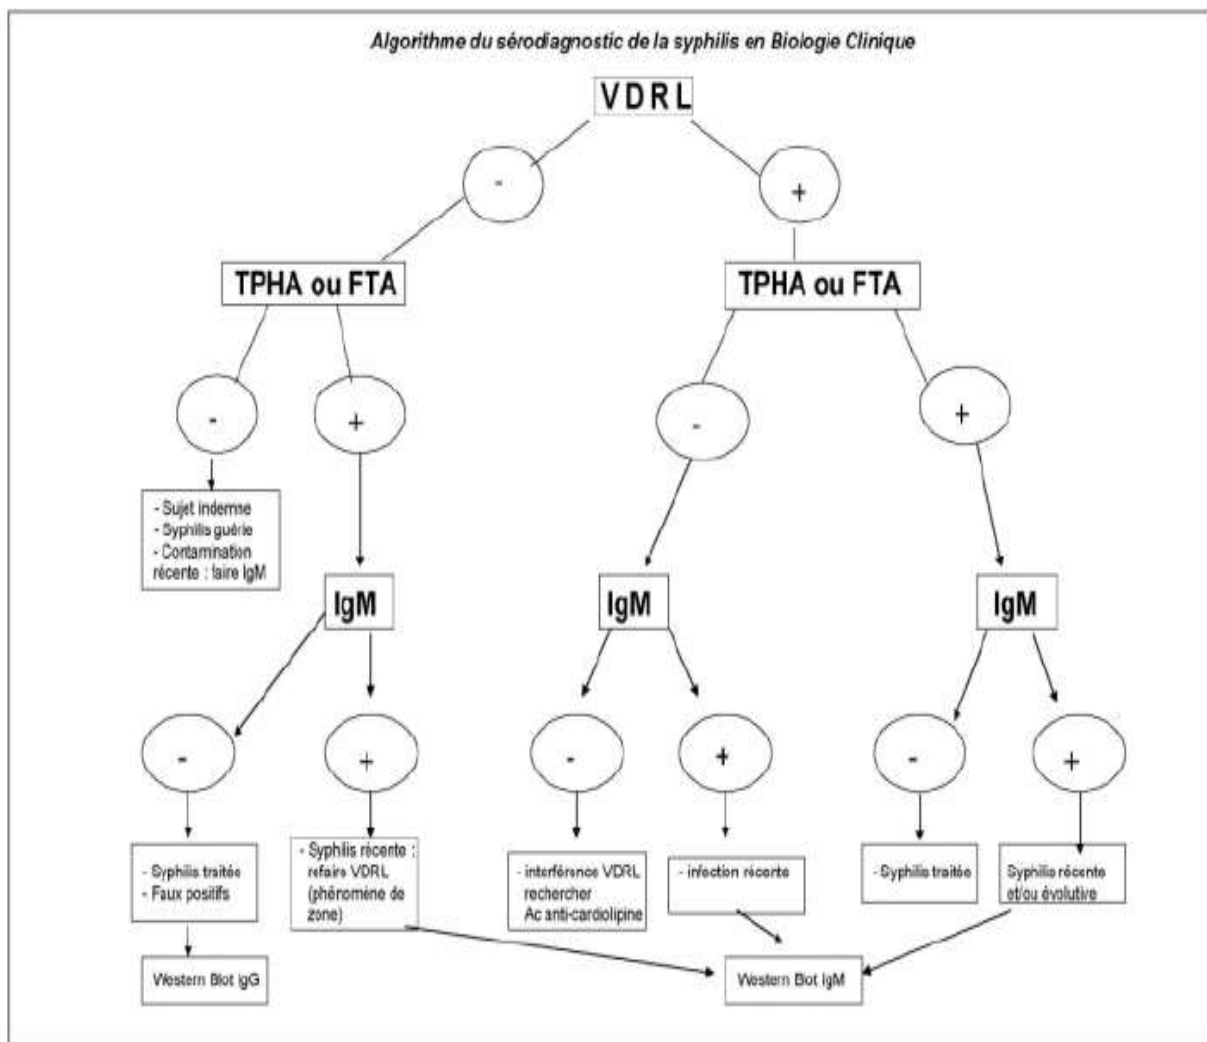 Algorithme du sérodiagnostic de la syphilis en Biologie Clinique
VDRL
-
+
TPHA ou FTA
TPHA ou FTA
-
+
-
+
- Sujet indemne
- Syphilis guérie
- Contamination
récente : faire IgM
IgM
IgM
IgM
-
+
-
+
-
+
- Syphilis traitée
- Faux positifs
- Syphilis récente :
refaire VDRL
(phénomène de
zone)
- interférence VDRL
rechercher
Ac anti-cardiolipine
- infection récente
- Syphilis traitée
Syphilis récente
et/ou évolutive
Western Blot IgG
Western Blot IgM